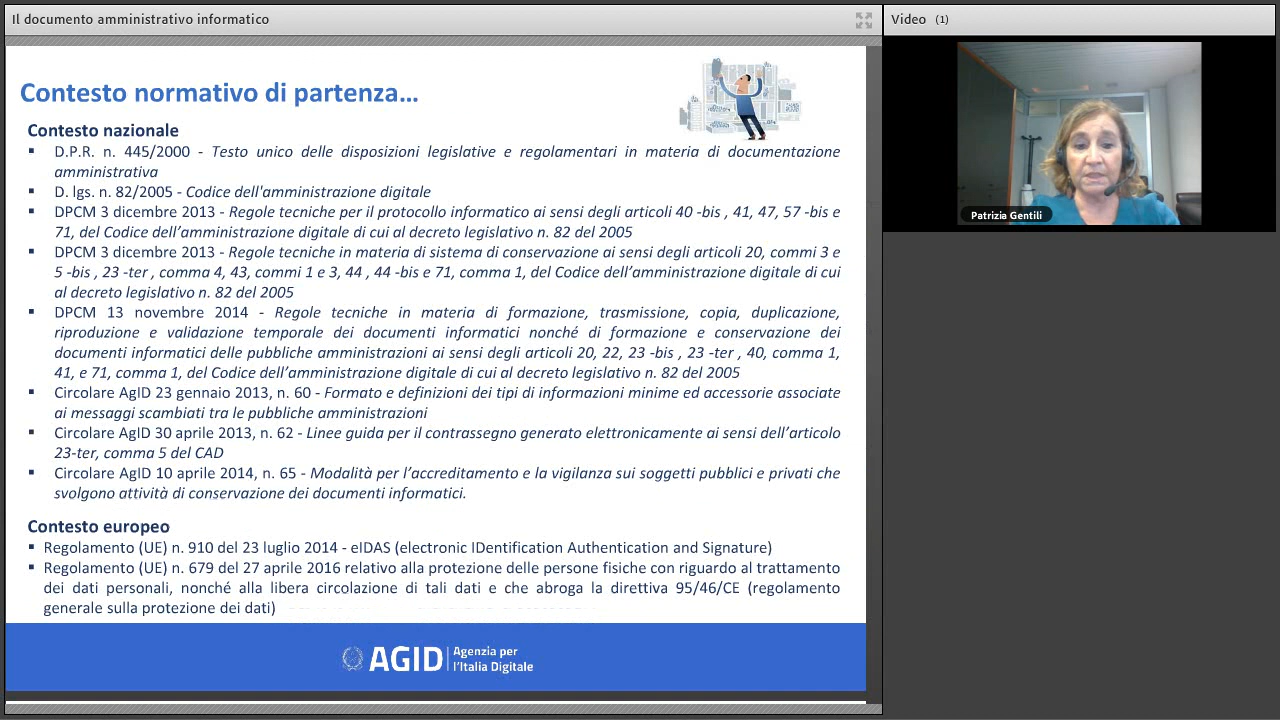 Il documento amministrativo informatico
Video (1)
Contesto normativo di partenza...
Contesto nazionale
▪ D.P.R. n. 445/2000 - Testo unico delle disposizioni legislative e regolamentari in materia di documentazione
amministrativa
▪ D. lgs. n. 82/2005 - Codice dell'amministrazione digitale
▪ DPCM 3 dicembre 2013 - Regole tecniche per il protocollo informatico ai sensi degli articoli 40 -bis , 41, 47, 57 -bis e
71, del Codice dell’amministrazione digitale di cui al decreto legislativo n. 82 del 2005
▪ DPCM 3 dicembre 2013 - Regole tecniche in materia di sistema di conservazione ai sensi degli articoli 20, commi 3 e
5 -bis , 23 -ter , comma 4, 43, commi 1 e 3, 44 , 44 -bis e 71, comma 1, del Codice dell’amministrazione digitale di cui
al decreto legislativo n. 82 del 2005
▪ DPCM 13 novembre 2014 - Regole tecniche in materia di formazione, trasmissione, copia, duplicazione,
riproduzione e validazione temporale dei documenti informatici nonché di formazione e conservazione dei
documenti informatici delle pubbliche amministrazioni ai sensi degli articoli 20, 22, 23 -bis , 23 -ter , 40, comma 1,
41, e 71, comma 1, del Codice dell’amministrazione digitale di cui al decreto legislativo n. 82 del 2005
▪ Circolare AgID 23 gennaio 2013, n. 60 - Formato e definizioni dei tipi di informazioni minime ed accessorie associate
ai messaggi scambiati tra le pubbliche amministrazioni
▪ Circolare AgID 30 aprile 2013, n. 62 - Linee guida per il contrassegno generato elettronicamente ai sensi dell’articolo
23-ter, comma 5 del CAD
▪ Circolare AgID 10 aprile 2014, n. 65 - Modalità per l’accreditamento e la vigilanza sui soggetti pubblici e privati che
svolgono attività di conservazione dei documenti informatici.
Contesto europeo
▪ Regolamento (UE) n. 910 del 23 luglio 2014 - eIDAS (electronic IDentification Authentication and Signature)
▪ Regolamento (UE) n. 679 del 27 aprile 2016 relativo alla protezione delle persone fisiche con riguardo al trattamento
dei dati personali, nonché alla libera circolazione di tali dati e che abroga la direttiva 95/46/CE (regolamento
generale sulla protezione dei dati)
AGID Agenzia per
l’Italia Digitale
Patrizia Gentili